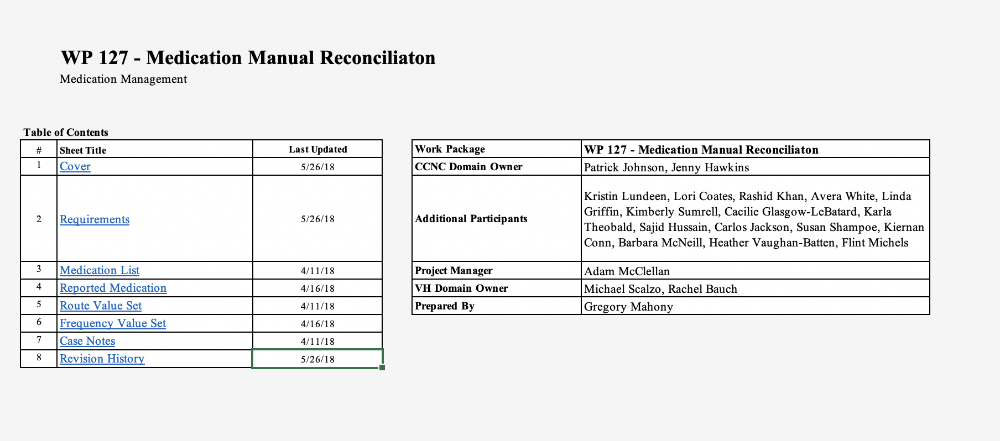 WP 127 - Medication Manual Reconciliaton
Medication Management
Table of Contents
# Sheet Title Last Updated
1 Cover 5/26/18
2 Requirements 5/26/18
3 Medication List 4/11/18
4 Reported Medication 4/16/18
5 Route Value Set 4/11/18
6 Frequency Value Set 4/16/18
7 Case Notes 4/11/18
8 Revision History 5/26/18
Work Package WP 127 - Medication Manual Reconciliaton
CCNC Domain Owner Patrick Johnson, Jenny Hawkins
Additional Participants
Kristin Lundeen, Lori Coates, Rashid Khan, Avera White, Linda
Griffin, Kimberly Sumrell, Cacilie Glasgow-LeBatard, Karla
Theobald, Sajid Hussain, Carlos Jackson, Susan Shampoe, Kiernan
Conn, Barbara McNeill, Heather Vaughan-Batten, Flint Michels
Project Manager Adam McClellan
VH Domain Owner Michael Scalzo, Rachel Bauch
Prepared By Gregory Mahony